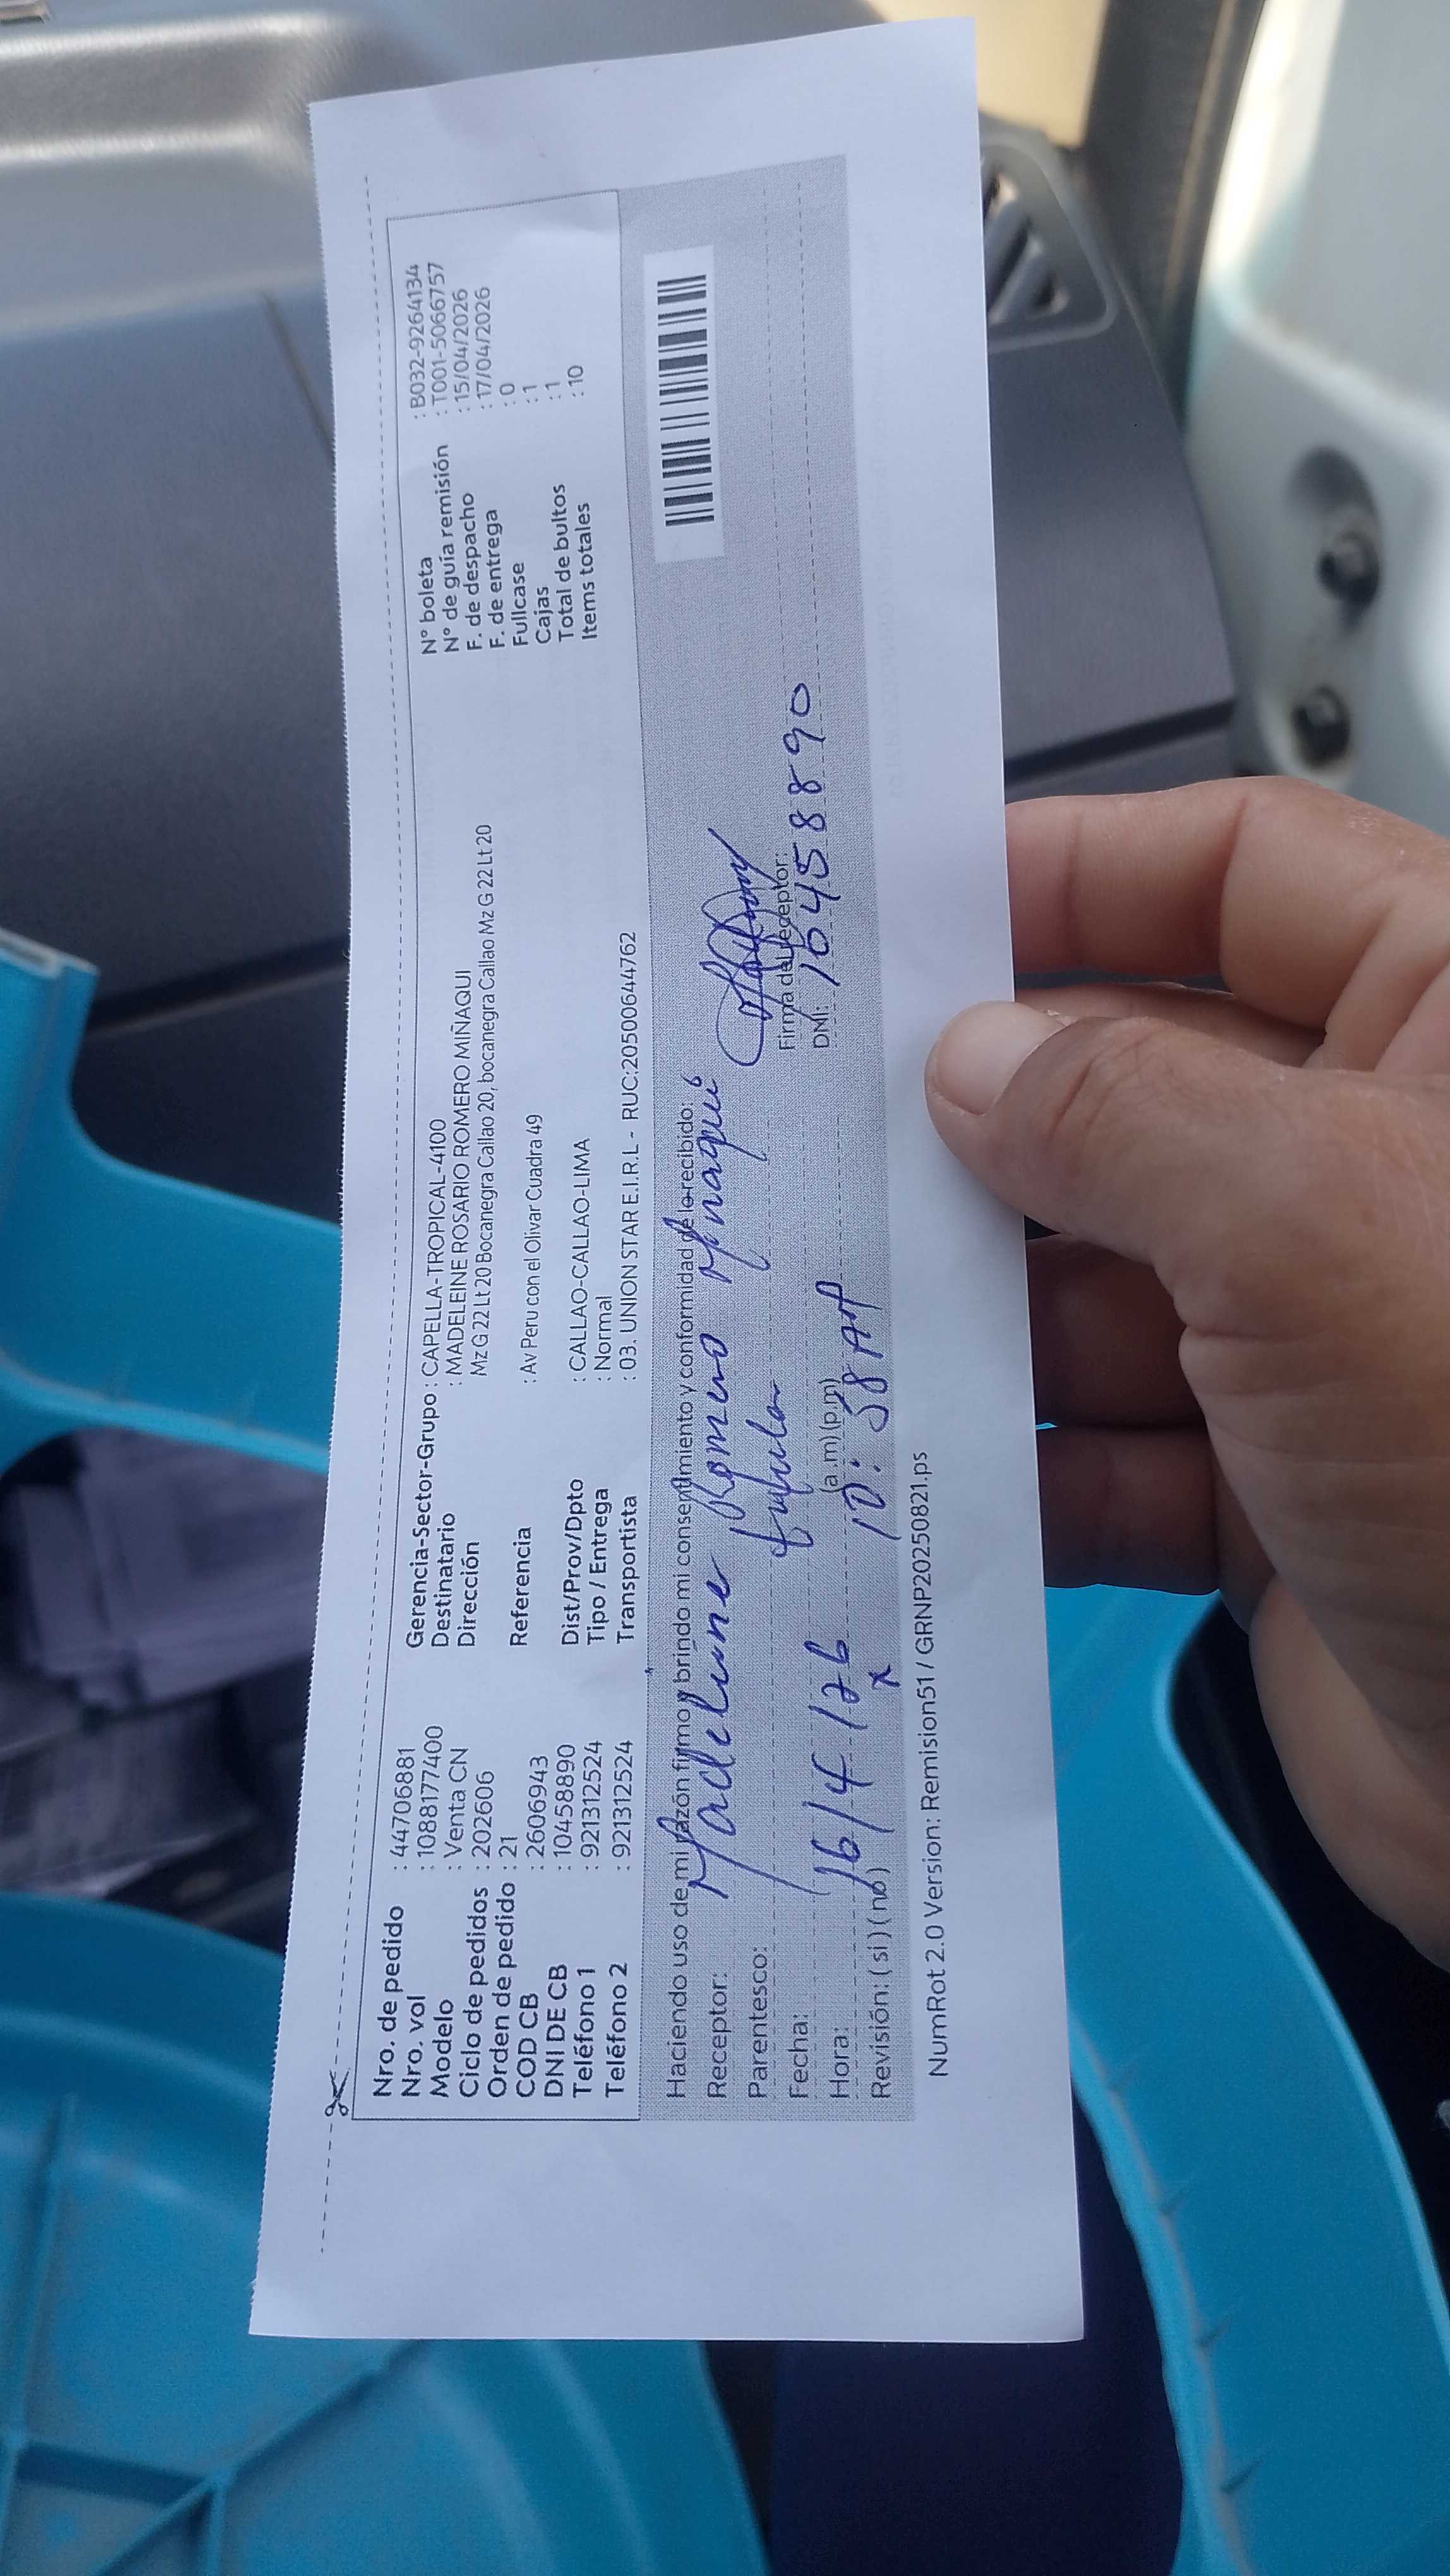 Nro. de pedido : 44706881
Nro. vol : 1088177400
Modelo : Venta CN
Ciclo de pedidos : 202606
Orden de pedido : 21
COD CB : 2606943
DNI DE CB : 10458890
Teléfono 1 : 921312524
Teléfono 2 : 921312524
Gerencia-Sector-Grupo : CAPELLA-TROPICAL-4100
Destinatario : MADELEINE ROSARIO ROMERO MIÑAQUI
Dirección Mz G 22 Lt 20 Bocanegra Callao 20, bocanegra Callao Mz G 22 Lt 20
Referencia : Av Peru con el Olivar Cuadra 49
Dist/Prov/Dpto : CALLAO-CALLAO-LIMA
Tipo / Entrega : Normal
Transportista : 03. UNION STAR E.I.R.L - RUC:20500644762
N° boleta : B032-9264134
N° de guía remisión : T001-5066757
F. de despacho : 15/04/2026
F. de entrega : 17/04/2026
Fullcase : 0
Cajas : 1
Total de bultos : 1
Items totales : 10
Haciendo uso de mi razón firmo y brindo mi consentimiento y conformidad de lo recibido:
Receptor: Madeleine Romero Minaqui
Parentesco:
Firma del receptor:
Fecha: 16/4/26
DNI: 10458890
Hora: (a.m) (p.m) 10:58 AM
Revisión: ( si ) ( no ) x
NumRot 2.0 Version: Remision51 / GRNP20250821.ps